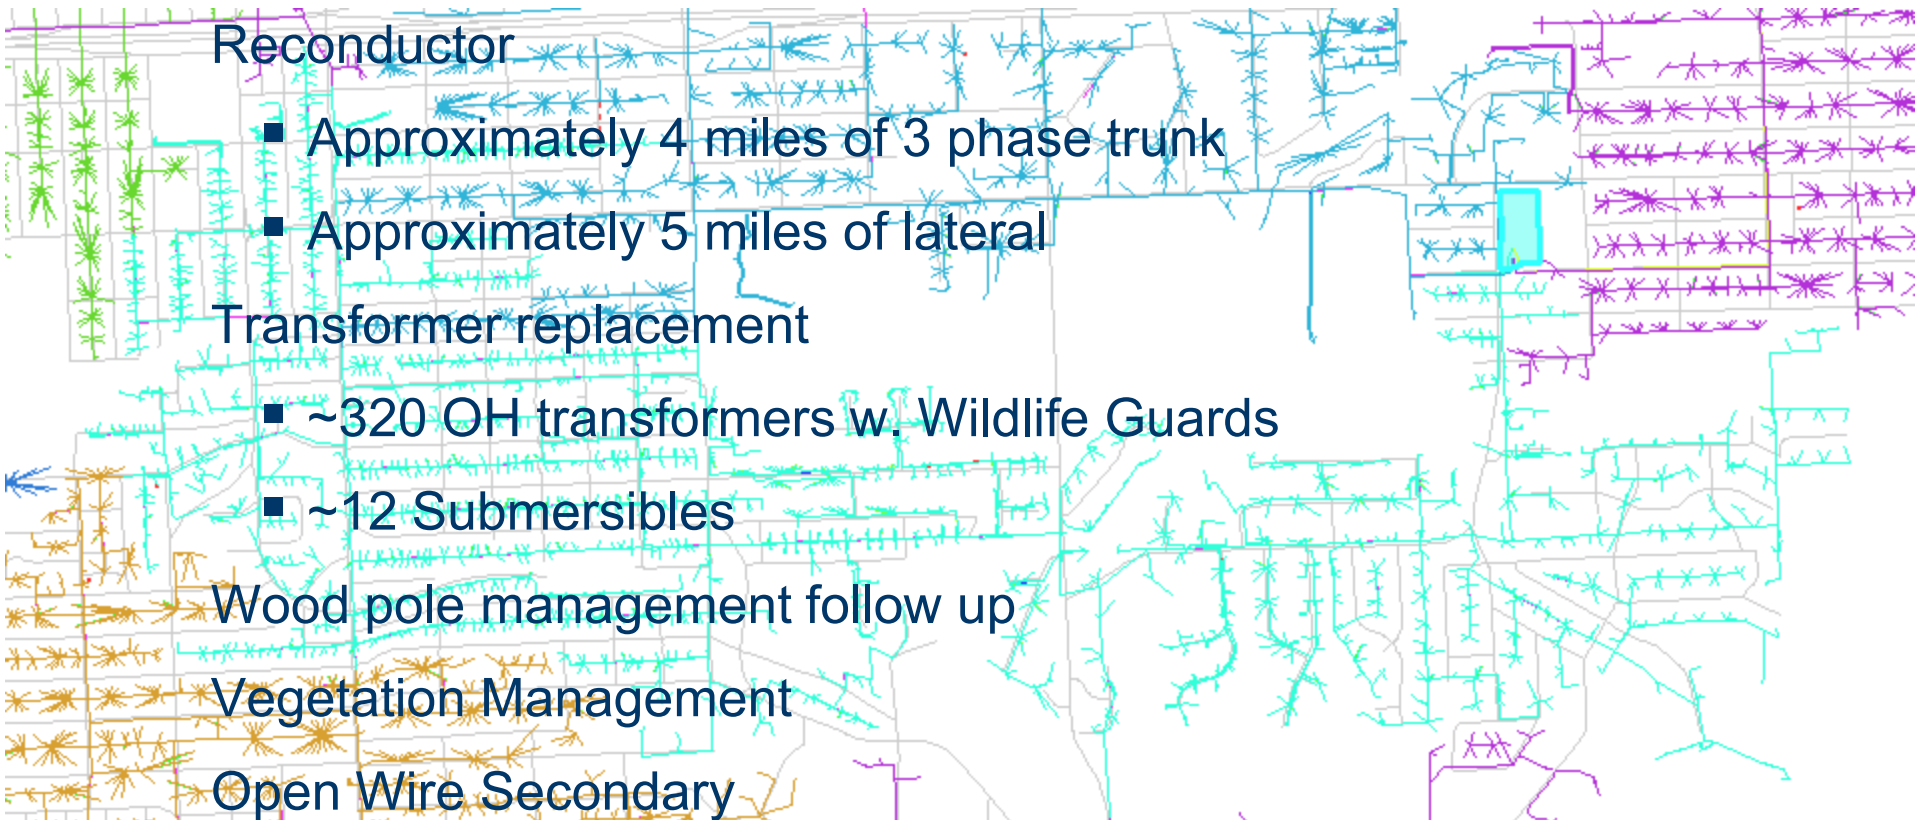 Reconductor
▪ Approximately 4 miles of 3 phase trunk
▪ Approximately 5 miles of lateral
Transformer replacement
▪ ~320 OH transformers w. Wildlife Guards
▪ ~12 Submersibles
Wood pole management follow up
Vegetation Management
Open Wire Secondary